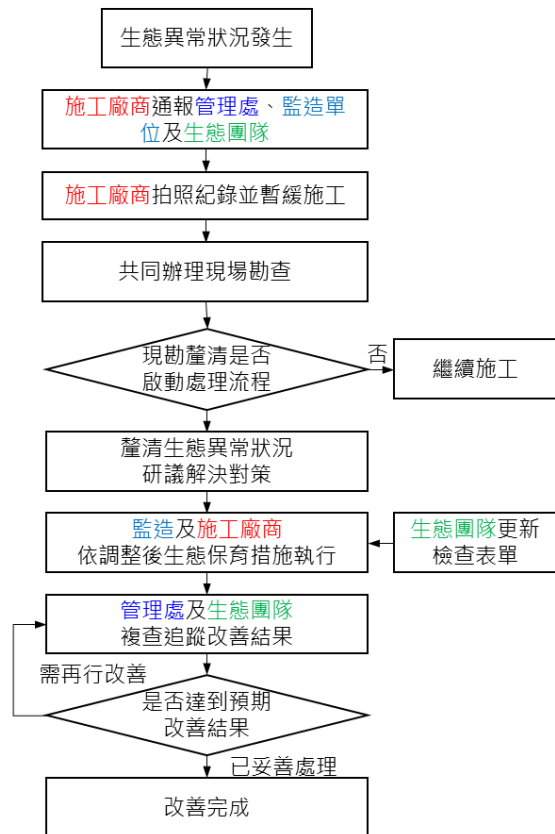 生態異常狀況發生
施工廠商通報管理處、監造單
位及生態團隊
施工廠商拍照紀錄並暫緩施工
共同辦理現場勘查
現勘釐清是否
啟動處理流程
否
繼續施工
釐清生態異常狀況
研議解決對策
監造及施工廠商
依調整後生態保育措施執行
生態團隊更新
檢查表單
管理處及生態團隊
複查追蹤改善結果
需再行改善
是否達到預期
改善結果
已妥善處理
改善完成